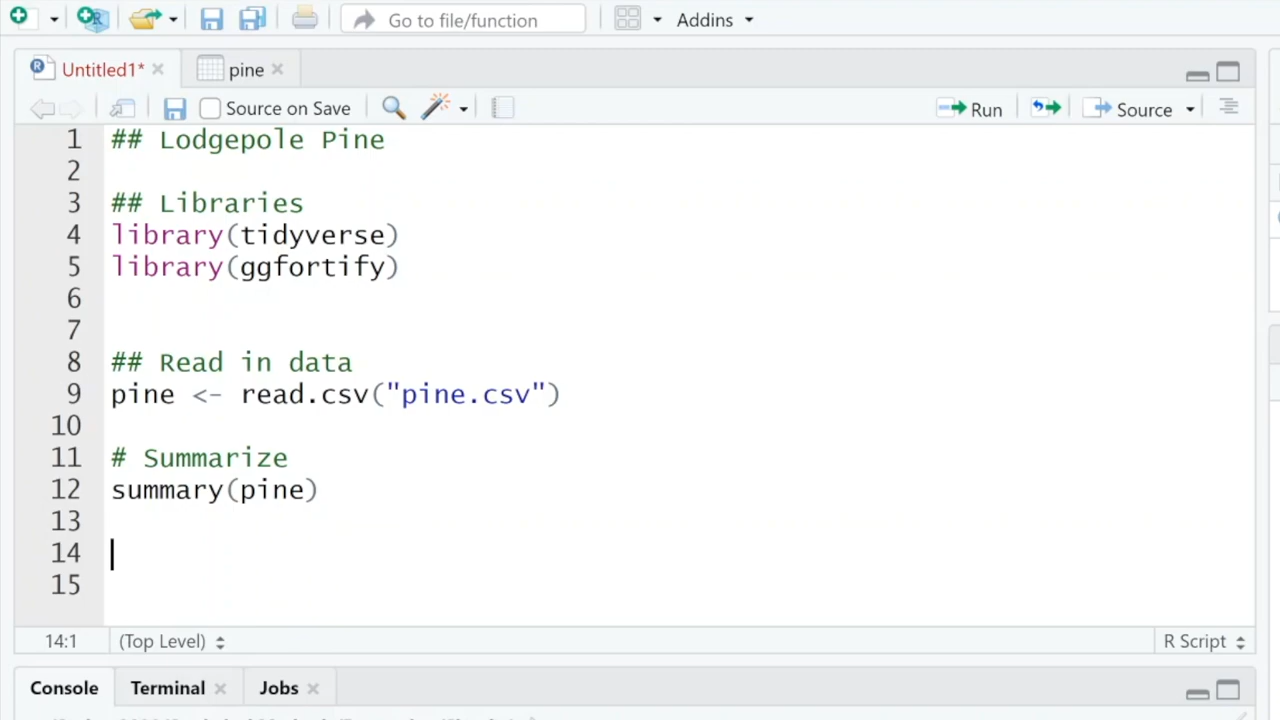 Go to file/function
Addins
Untitled1*
pine
Source on Save
Run
Source
1 ## Lodgepole Pine
2
3 ## Libraries
4 library(tidyverse)
5 library(ggfortify)
6
7
8 ## Read in data
9 pine <- read.csv("pine.csv")
10
11 # Summarize
12 summary(pine)
13
14
15
14:1 (Top Level) R Script
Console Terminal Jobs